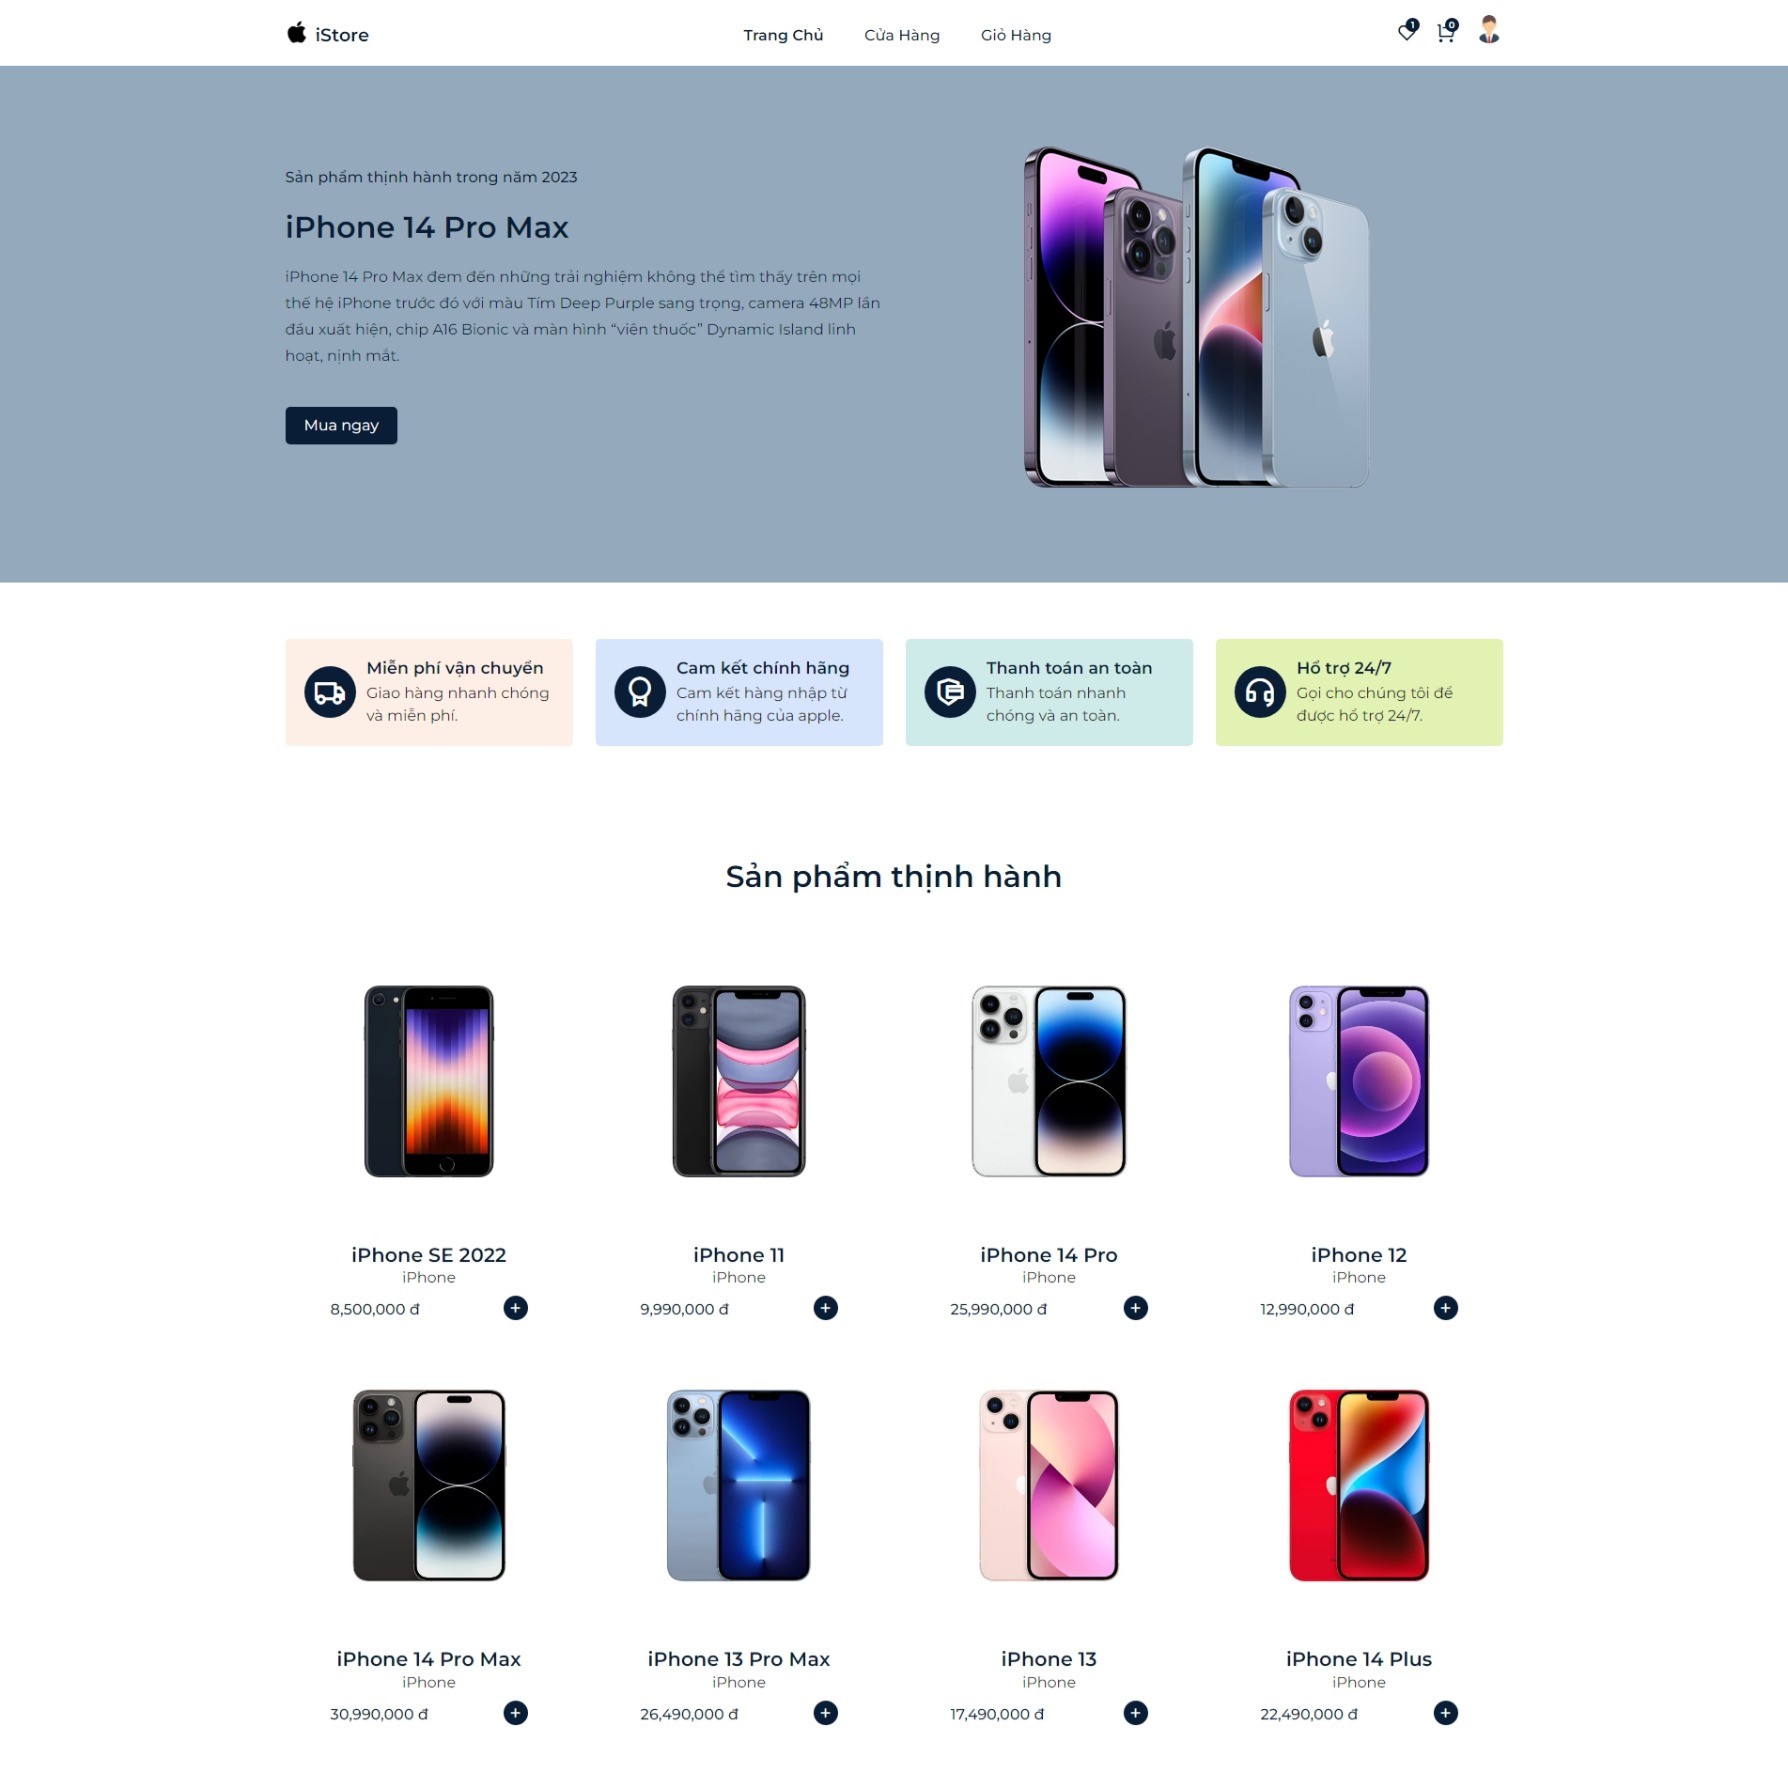 iStore
Trang Chủ
Cửa Hàng
Giỏ Hàng
1
0
Sản phẩm thịnh hành trong năm 2023
iPhone 14 Pro Max
iPhone 14 Pro Max đem đến những trải nghiệm không thể tìm thấy trên mọi
thế hệ iPhone trước đó với màu Tím Deep Purple sang trọng, camera 48MP lần
đầu xuất hiện, chip A16 Bionic và màn hình “viên thuốc” Dynamic Island linh
hoạt, nịnh mắt.
Mua ngay
Miễn phí vận chuyển
Giao hàng nhanh chóng
và miễn phí.
Cam kết chính hãng
Cam kết hàng nhập từ
chính hãng của apple.
Thanh toán an toàn
Thanh toán nhanh
chóng và an toàn.
Hổ trợ 24/7
Gọi cho chúng tôi để
được hổ trợ 24/7.
Sản phẩm thịnh hành
iPhone SE 2022
iPhone
8,500,000 đ
+
iPhone 11
iPhone
9,990,000 đ
+
iPhone 14 Pro
iPhone
25,990,000 đ
+
iPhone 12
iPhone
12,990,000 đ
+
iPhone 14 Pro Max
iPhone
30,990,000 đ
+
iPhone 13 Pro Max
iPhone
26,490,000 đ
+
iPhone 13
iPhone
17,490,000 đ
+
iPhone 14 Plus
iPhone
22,490,000 đ
+